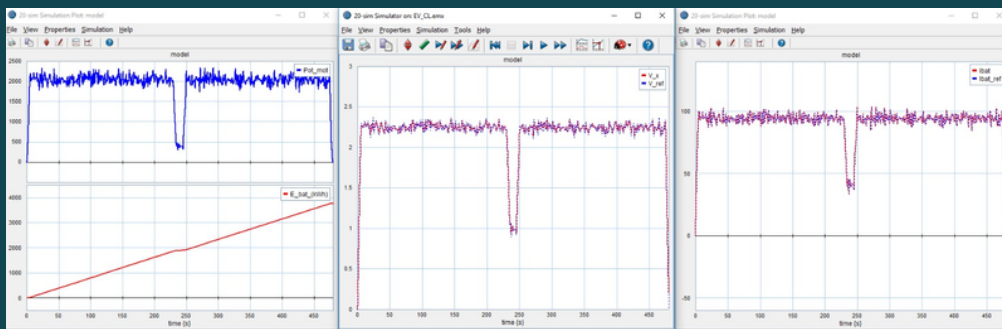 20-sim Simulation Plot: model
File View Properties Simulation Help
model
Pot_mot
2500
2000
1500
1000
500
0
E_bat_(kWh)
4000
3000
2000
1000
0
0 50 100 150 200 250 300 350 400 450
time {s}
20-sim Simulator on: EV_CL.emx
File View Properties Simulation Tools Help
model
V_x
V_ref
3
2.5
2
1.5
1
0.5
0
0 50 100 150 200 250 300 350 400 450
time {s}
20-sim Simulation Plot: model
File View Properties Simulation Help
model
Ibat
Ibat_ref
100
50
0
-50
0 50 100 150 200 250 300 350 400 450
time {s}